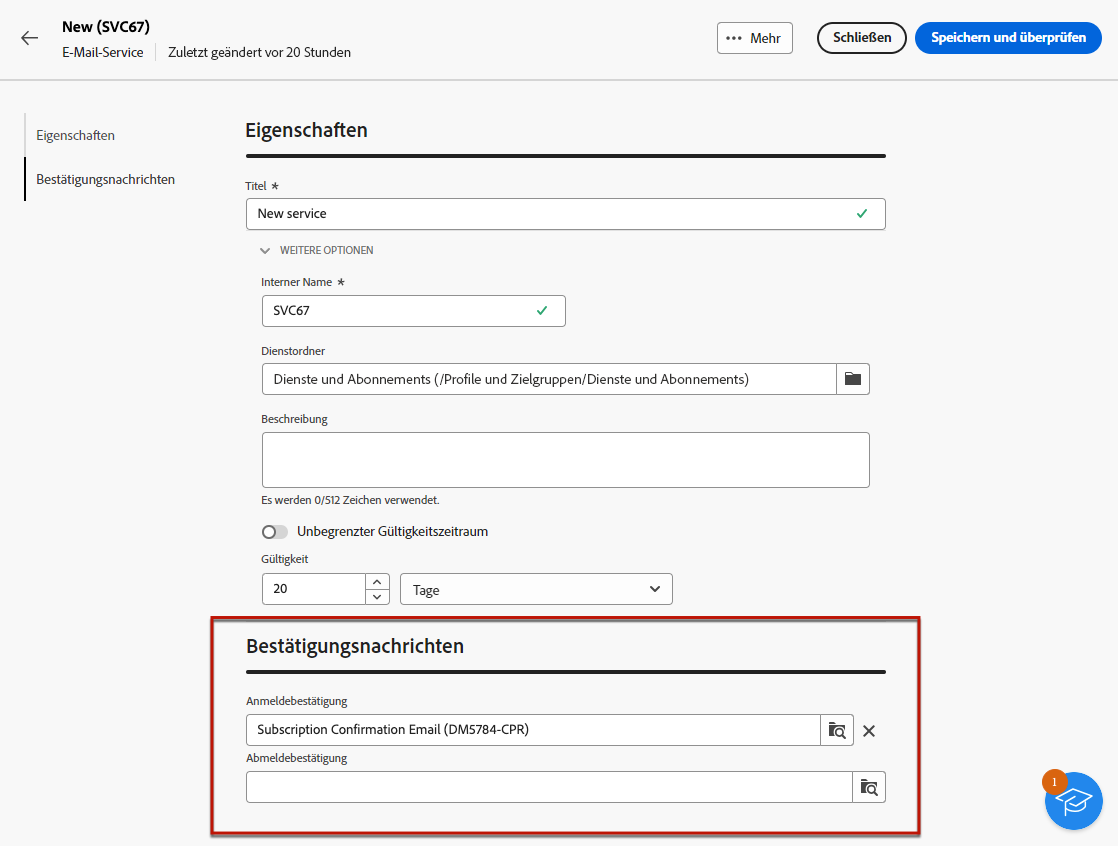 New (SVC67)
E-Mail-Service Zuletzt geändert vor 20 Stunden
••• Mehr
Schließen
Speichern und überprüfen
Eigenschaften
Bestätigungsnachrichten
Eigenschaften
Titel *
New service
WEITERE OPTIONEN
Interner Name *
SVC67
Dienstordner
Dienste und Abonnements (/Profile und Zielgruppen/Dienste und Abonnements)
Beschreibung
Es werden 0/512 Zeichen verwendet.
Unbegrenzter Gültigkeitszeitraum
Gültigkeit
20 Tage
Bestätigungsnachrichten
Anmeldebestätigung
Subscription Confirmation Email (DM5784-CPR)
Abmeldebestätigung
1